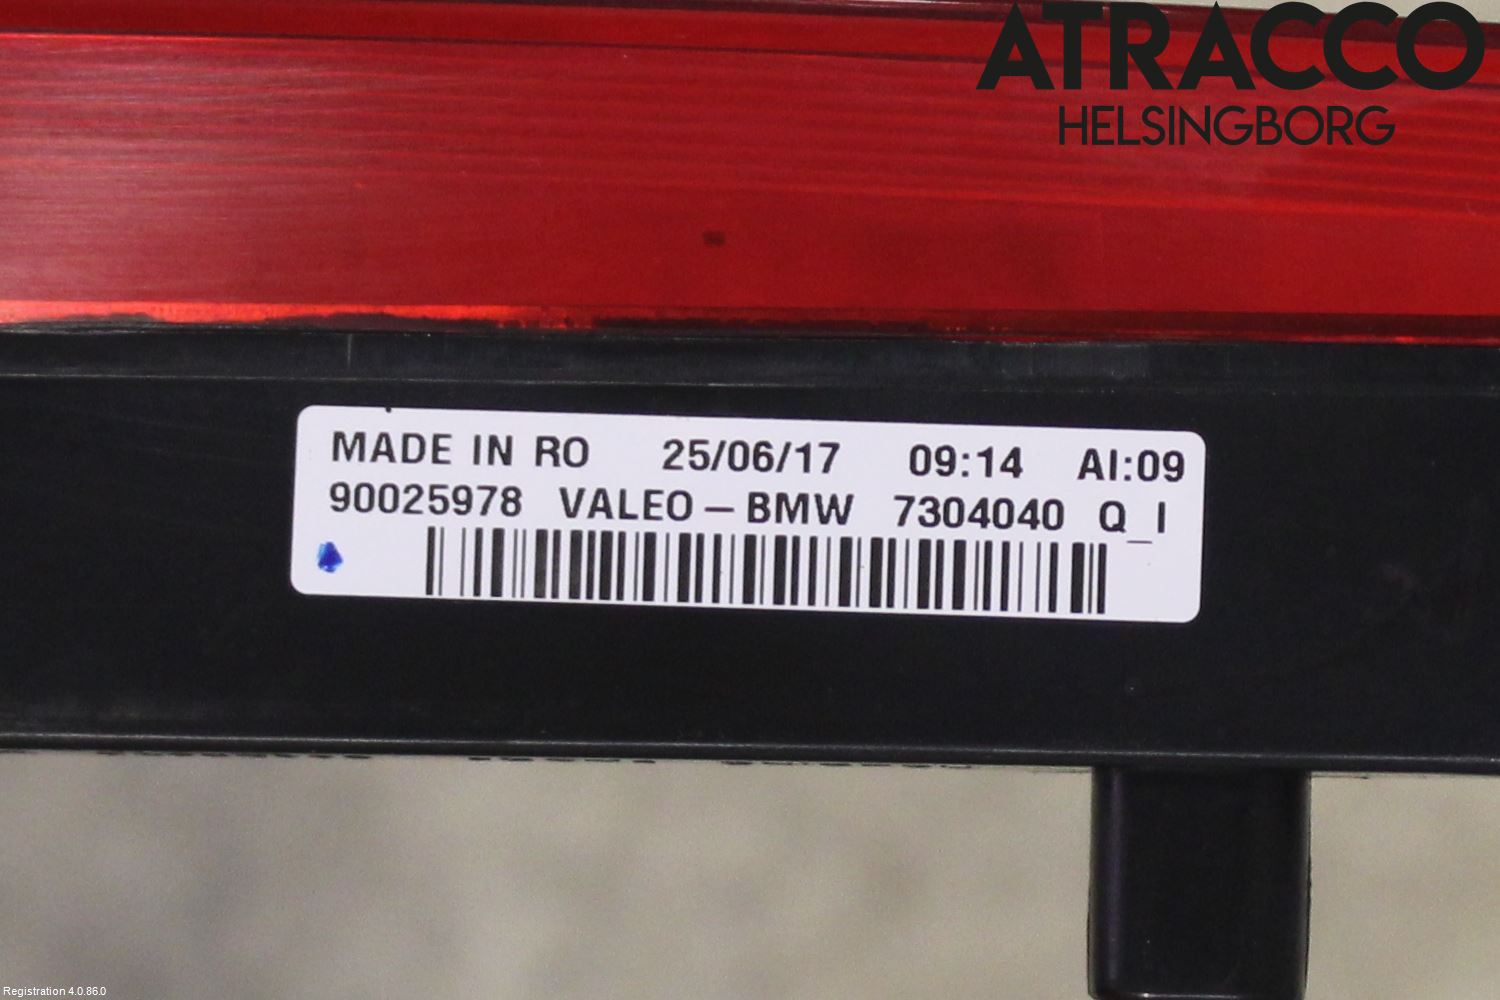 ATRACCO
HELSINGBORG
MADE IN RO 25/06/17 09:14 AI:09
90025978 VALEO-BMW 7304040 Q_I
Registration 4.0.86.0